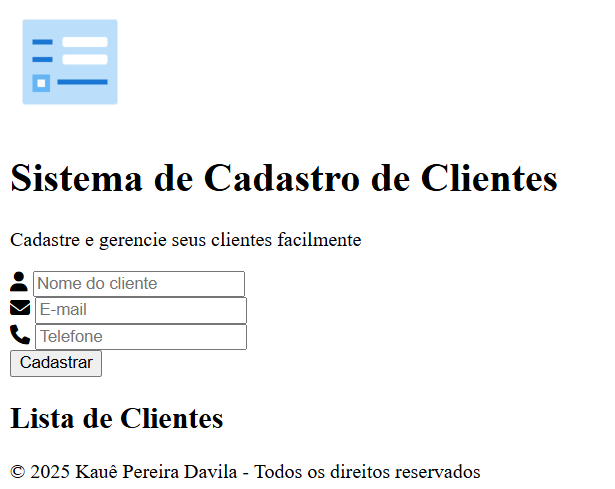 Sistema de Cadastro de Clientes
Cadastre e gerencie seus clientes facilmente
Nome do cliente
E-mail
Telefone
Cadastrar
Lista de Clientes
© 2025 Kauê Pereira Davila - Todos os direitos reservados